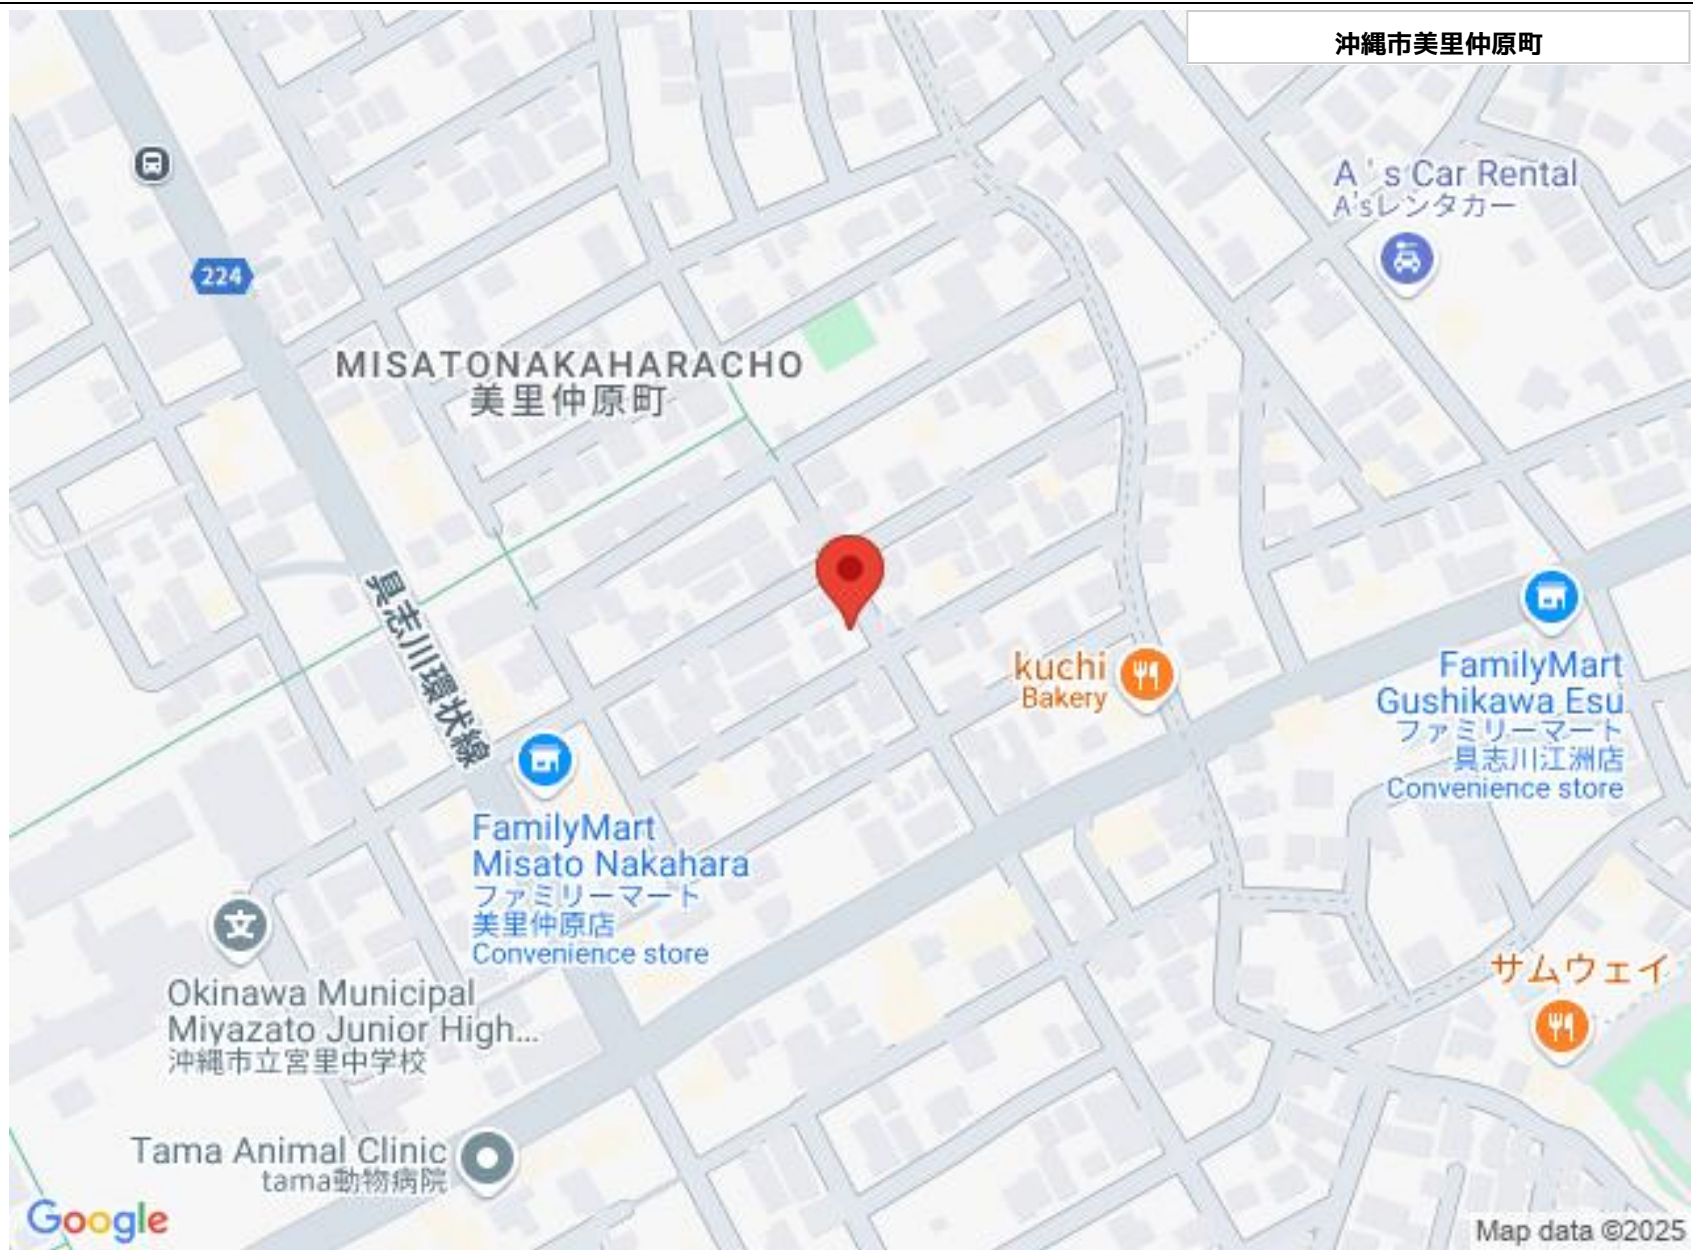 沖縄市美里仲原町
A's Car Rental
A'sレンタカー
224
MISATONAKAHARACHO
美里仲原町
具志川環状線
kuchi
Bakery
FamilyMart
Gushikawa Esu
ファミリーマート
具志川江洲店
Convenience store
FamilyMart
Misato Nakahara
ファミリーマート
美里仲原店
Convenience store
文
Okinawa Municipal
Miyazato Junior High...
沖縄市立宮里中学校
サムウェイ
Tama Animal Clinic
tama動物病院
Google
Map data ©2025